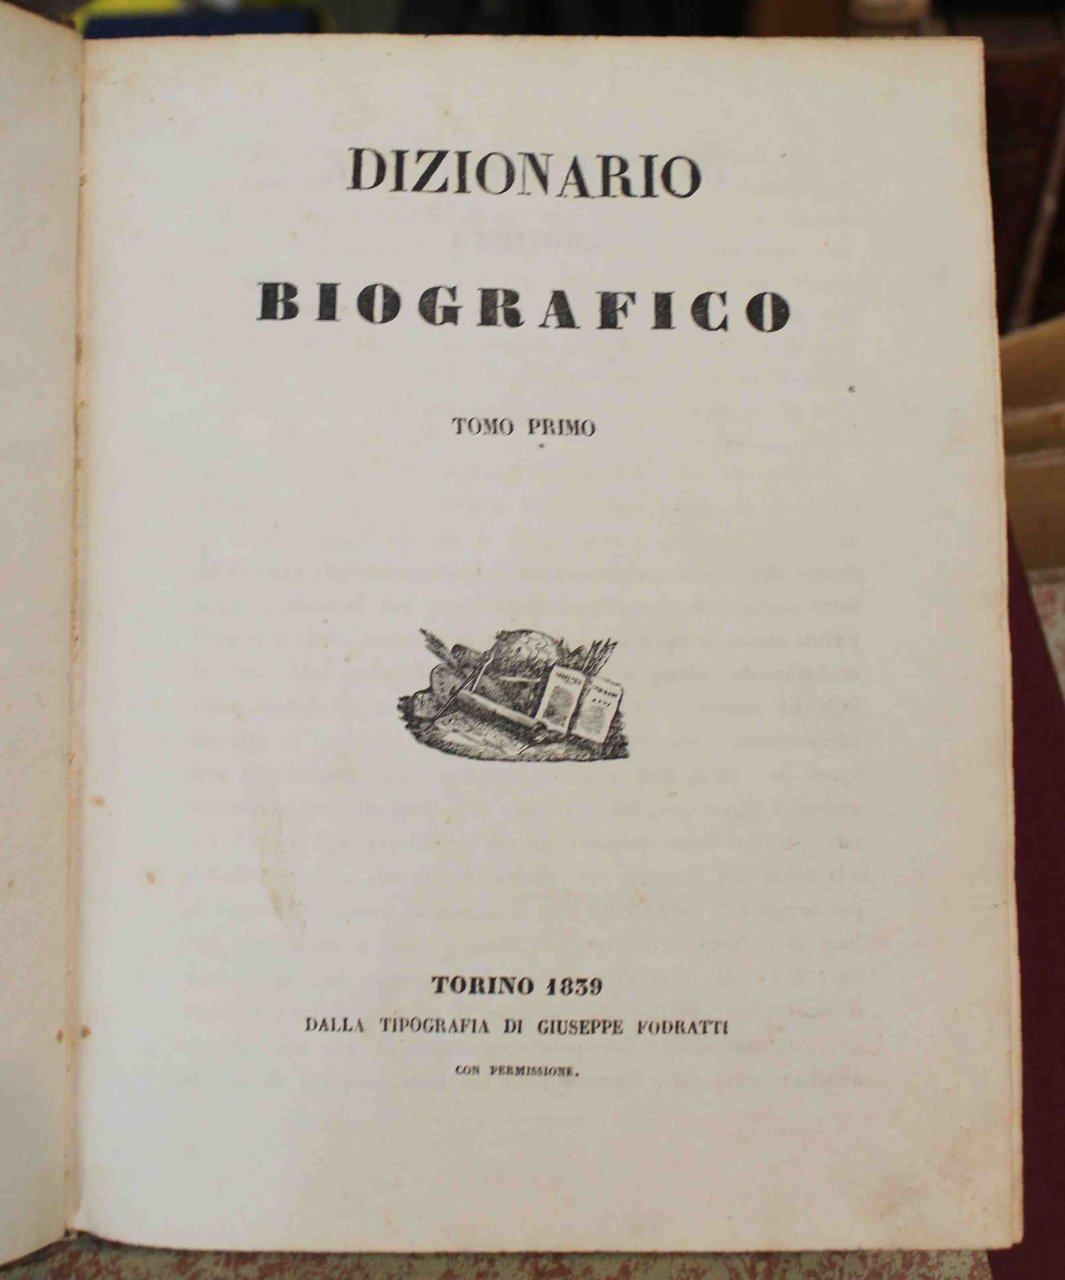 DIZIONARIO
BIOGRAFICO
TOMO PRIMO
TORINO 1839
DALLA TIPOGRAFIA DI GIUSEPPE FODRATTI
CON PERMISSIONE.